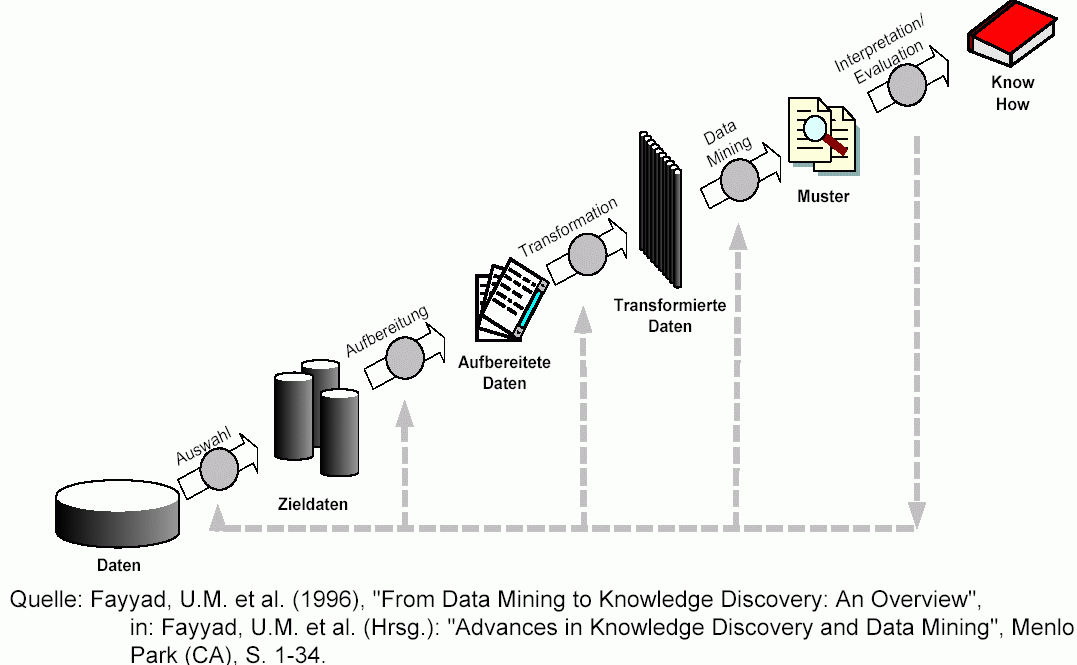 Daten
Auswahl
Zieldaten
Aufbereitung
Aufbereitete
Daten
Transformation
Transformierte
Daten
Data
Mining
Muster
Interpretation/
Evaluation
Know
How
Quelle: Fayyad, U.M. et al. (1996), "From Data Mining to Knowledge Discovery: An Overview",
in: Fayyad, U.M. et al. (Hrsg.): "Advances in Knowledge Discovery and Data Mining", Menlo
Park (CA), S. 1-34.